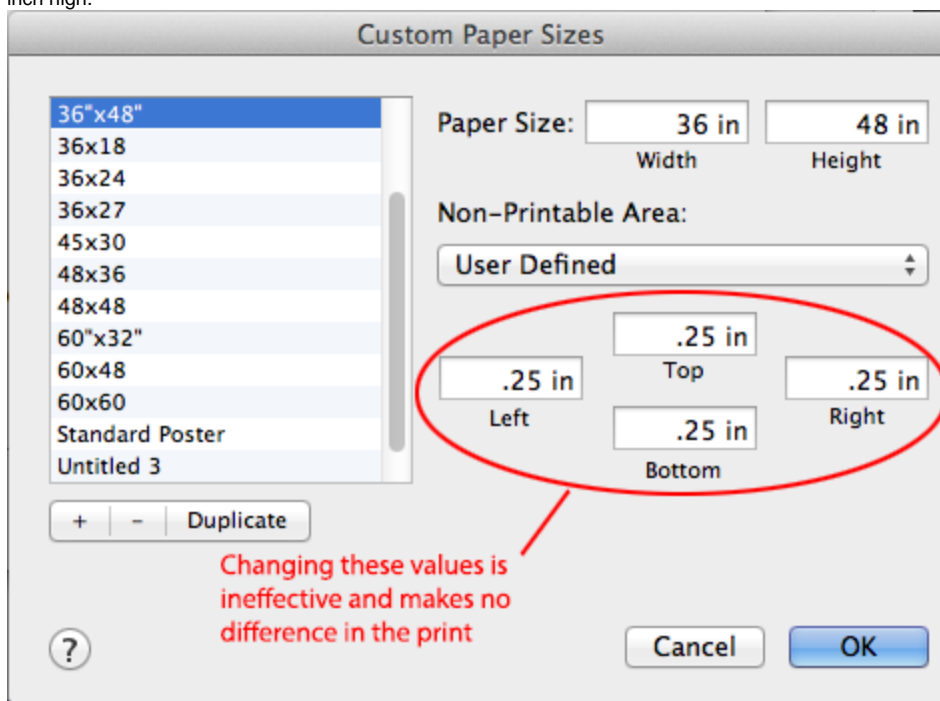 inch high.
Custom Paper Sizes
36"x48"
36x18
36x24
36x27
45x30
48x36
48x48
60"x32"
60x48
60x60
Standard Poster
Untitled 3
+ - Duplicate
Paper Size: 36 in 48 in
Width Height
Non-Printable Area:
User Defined
.25 in
Top
.25 in .25 in
Left Right
.25 in
Bottom
Changing these values is
ineffective and makes no
difference in the print
? Cancel OK